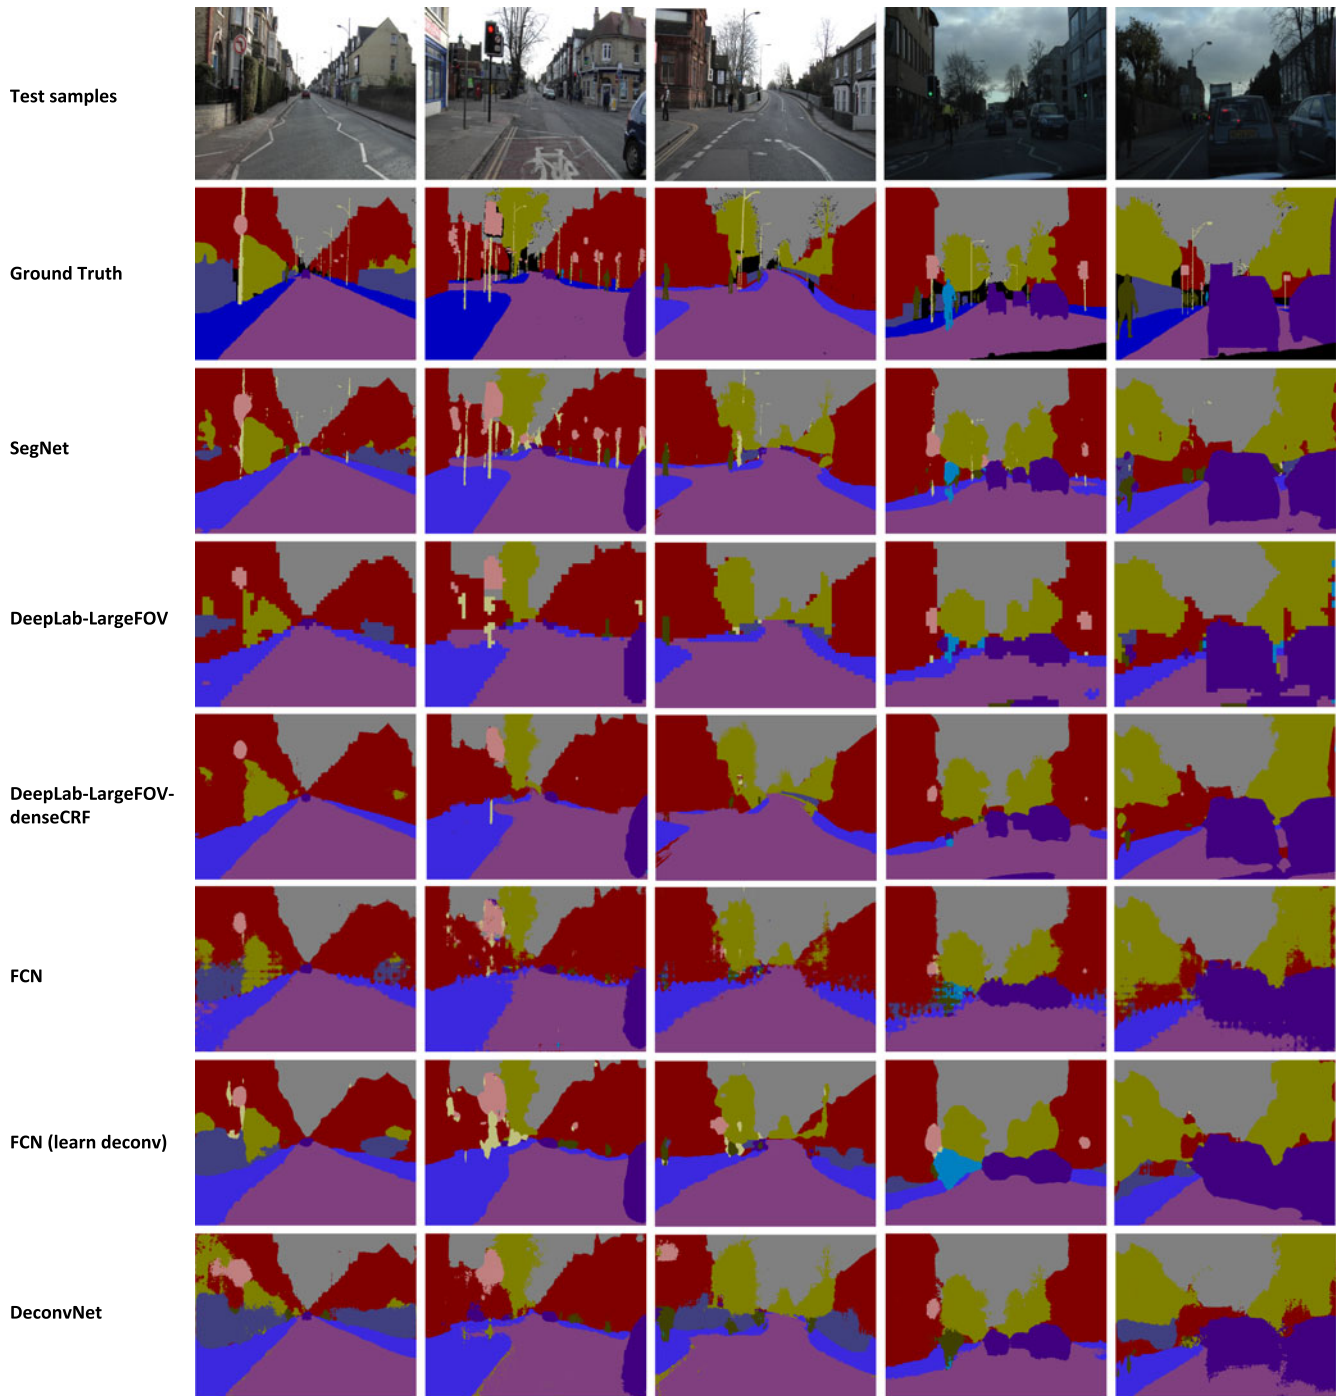 Test samples
Ground Truth
SegNet
DeepLab-LargeFOV
DeepLab-LargeFOV-
denseCRF
FCN
FCN (learn deconv)
DeconvNet